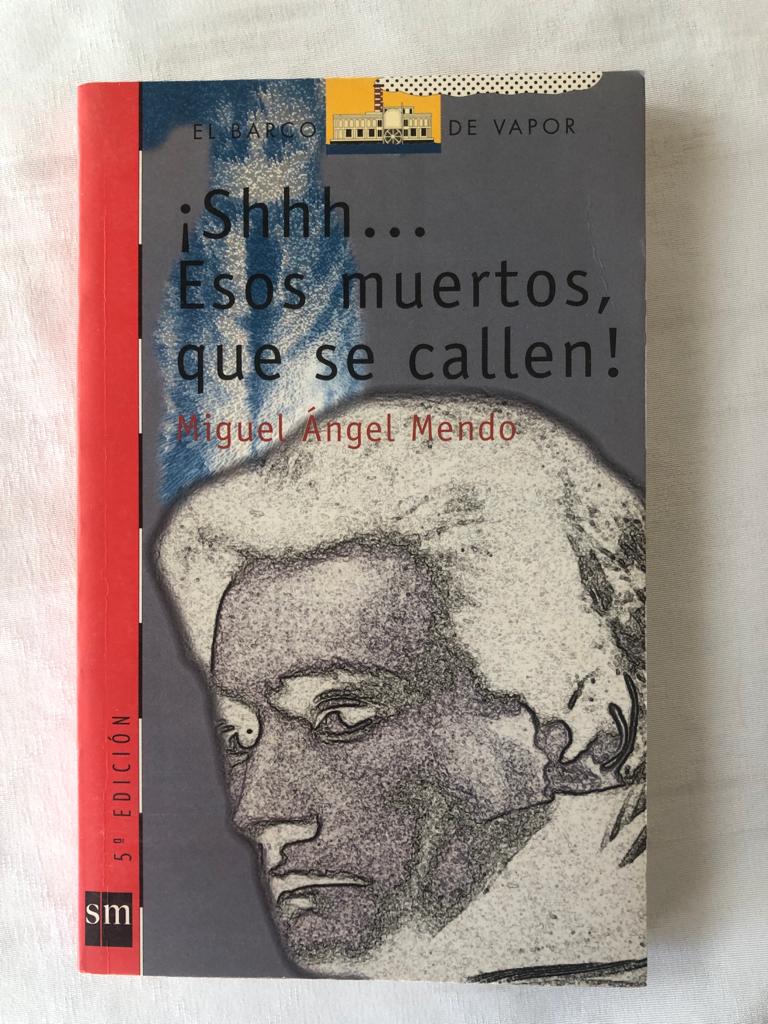 EL BARCO DE VAPOR
¡Shhh...
Esos muertos,
que se callen!
Miguel Ángel Mendo
5ª EDICIÓN
sm